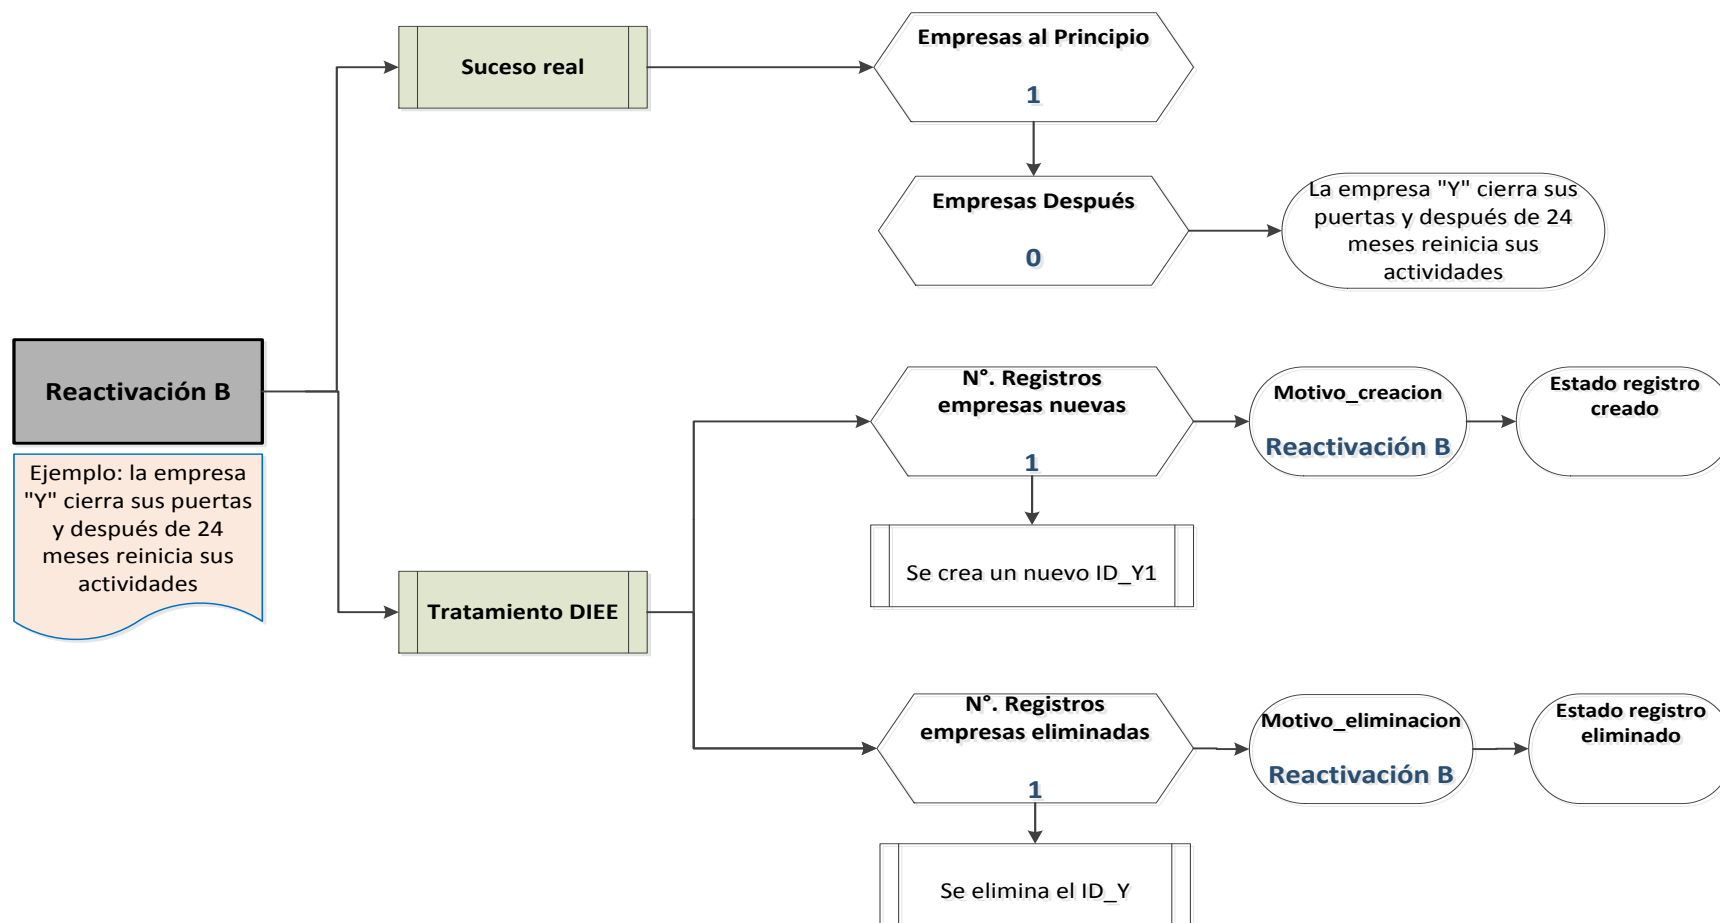 Suceso real
Empresas al Principio
1
Empresas Después
0
La empresa "Y" cierra sus
puertas y después de 24
meses reinicia sus
actividades
Reactivación B
Ejemplo: la empresa
"Y" cierra sus puertas
y después de 24
meses reinicia sus
actividades
Tratamiento DIEE
N°. Registros
empresas nuevas
1
Motivo_creacion
Reactivación B
Estado registro
creado
Se crea un nuevo ID_Y1
N°. Registros
empresas eliminadas
1
Motivo_eliminacion
Reactivación B
Estado registro
eliminado
Se elimina el ID_Y